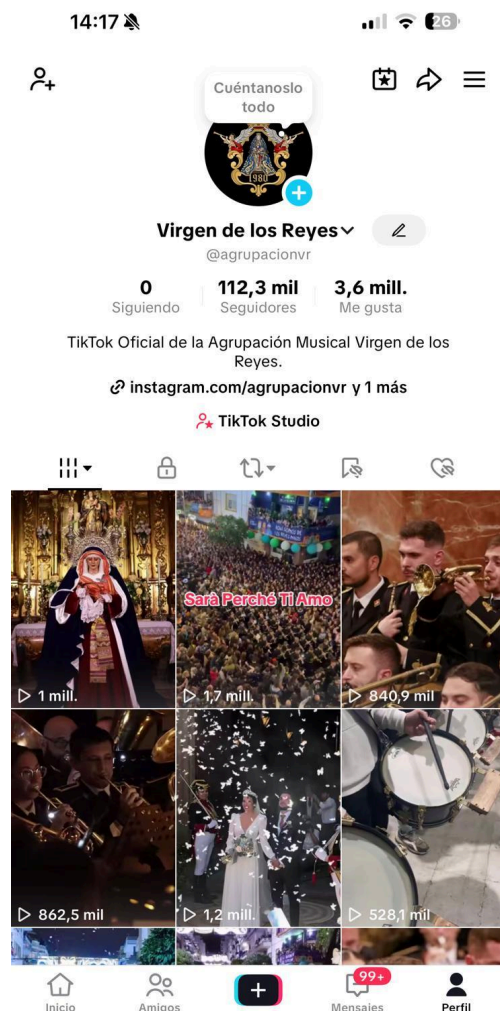 14:17
26
Cuéntanoslo
todo
1980
Virgen de los Reyes
@agrupacionvr
0 112,3 mil 3,6 mill.
Siguiendo Seguidores Me gusta
TikTok Oficial de la Agrupación Musical Virgen de los
Reyes.
instagram.com/agrupacionvr y 1 más
TikTok Studio
Sarà Perché Ti Amo
1 mill. 1,7 mill. 840,9 mil
862,5 mil 1,2 mill. 528,1 mil
99+
Inicio Amigos Mensajes Perfil